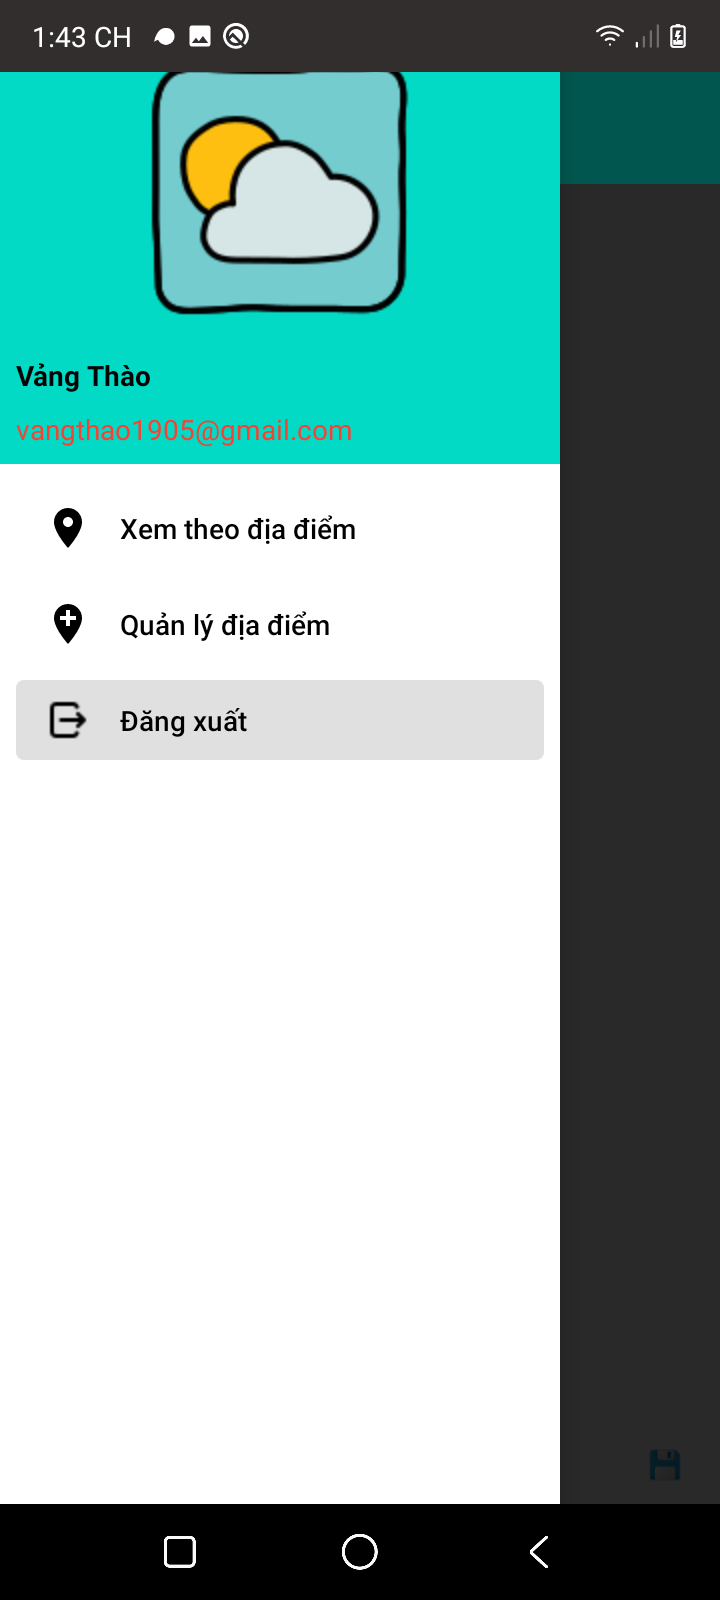 1:43 CH
Vảng Thào
vangthao1905@gmail.com
Xem theo địa điểm
Quản lý địa điểm
Đăng xuất